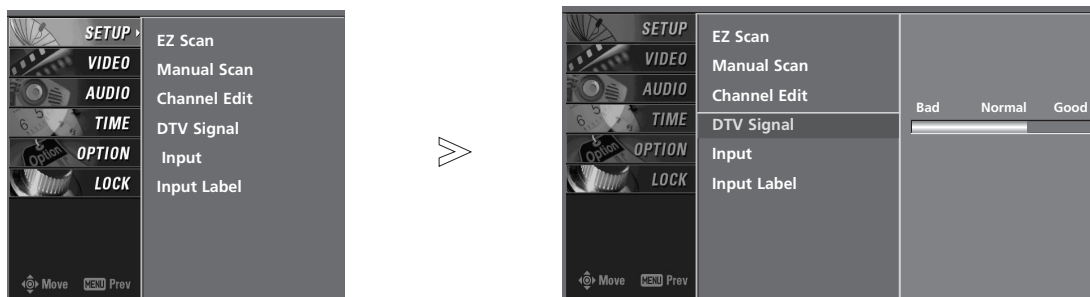 SETUP
VIDEO
AUDIO
TIME
OPTION
LOCK
EZ Scan
Manual Scan
Channel Edit
DTV Signal
Input
Input Label
Move MENU Prev
SETUP
VIDEO
AUDIO
TIME
OPTION
LOCK
EZ Scan
Manual Scan
Channel Edit
DTV Signal
Input
Input Label
Bad Normal Good
Move MENU Prev